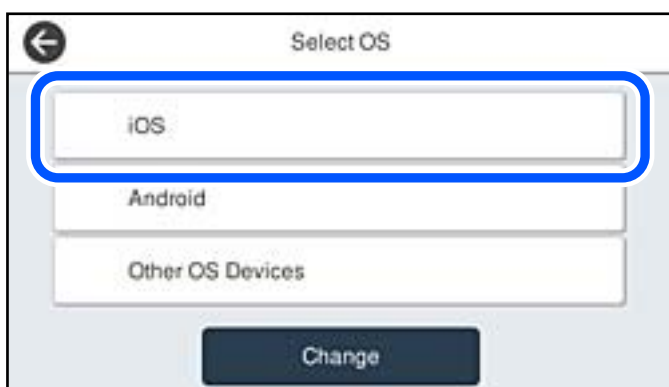 Select OS
iOS
Android
Other OS Devices
Change